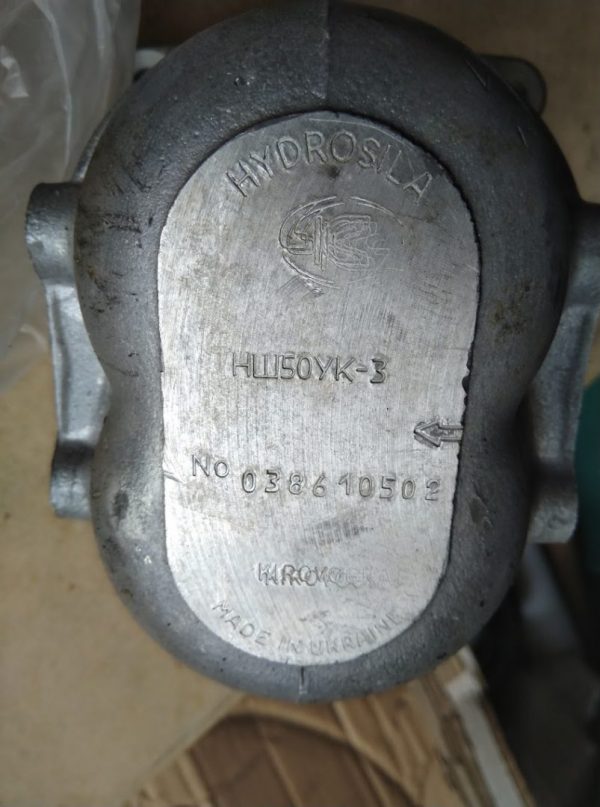 HYDROSILA
НШ50УК-3
No 038610502
MADE IN UKRAINE